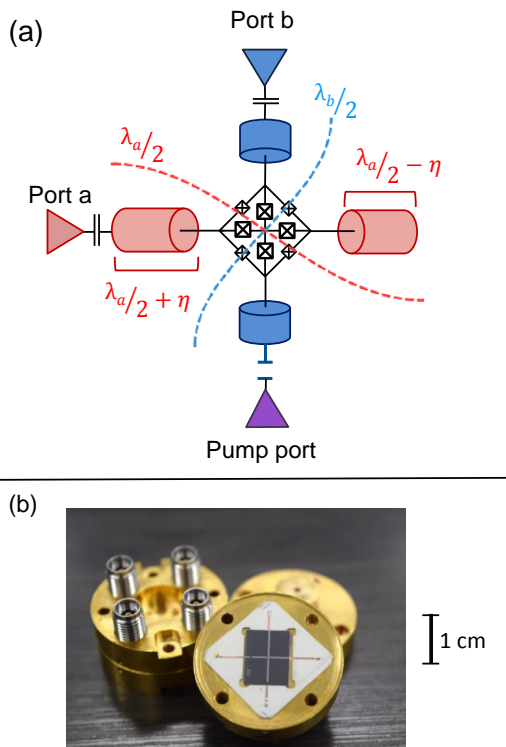 (a)
Port b
λb/2
λa/2
λa/2 − η
Port a
λa/2 + η
Pump port
(b)
1 cm